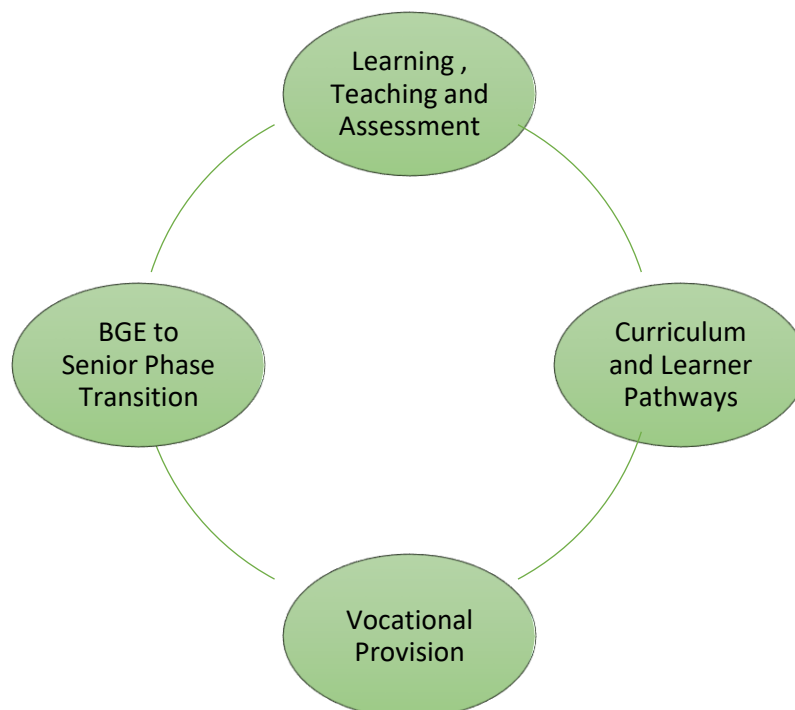 Learning ,
Teaching and
Assessment
BGE to
Senior Phase
Transition
Curriculum
and Learner
Pathways
Vocational
Provision